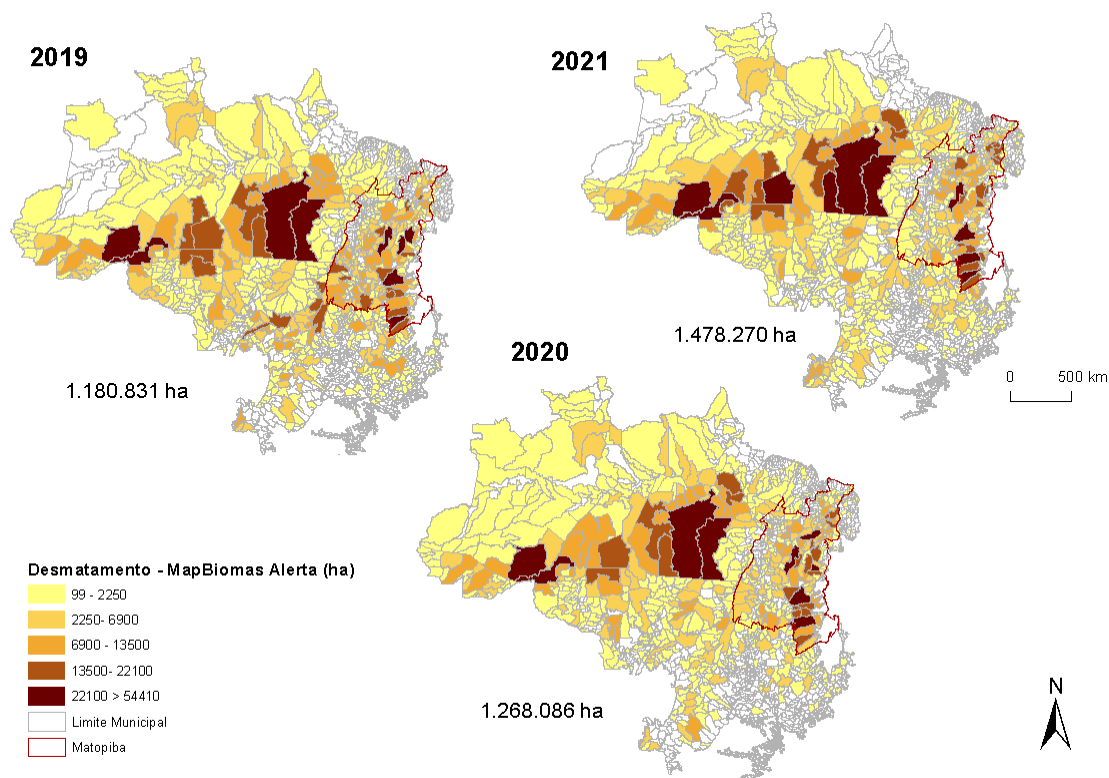 2019
2021
1.478.270 ha
2020
1.180.831 ha
0 500 km
Desmatamento - MapBiomas Alerta (ha)
99 - 2250
2250- 6900
6900 - 13500
13500- 22100
22100 > 54410
Limite Municipal
Matopiba
1.268.086 ha
N